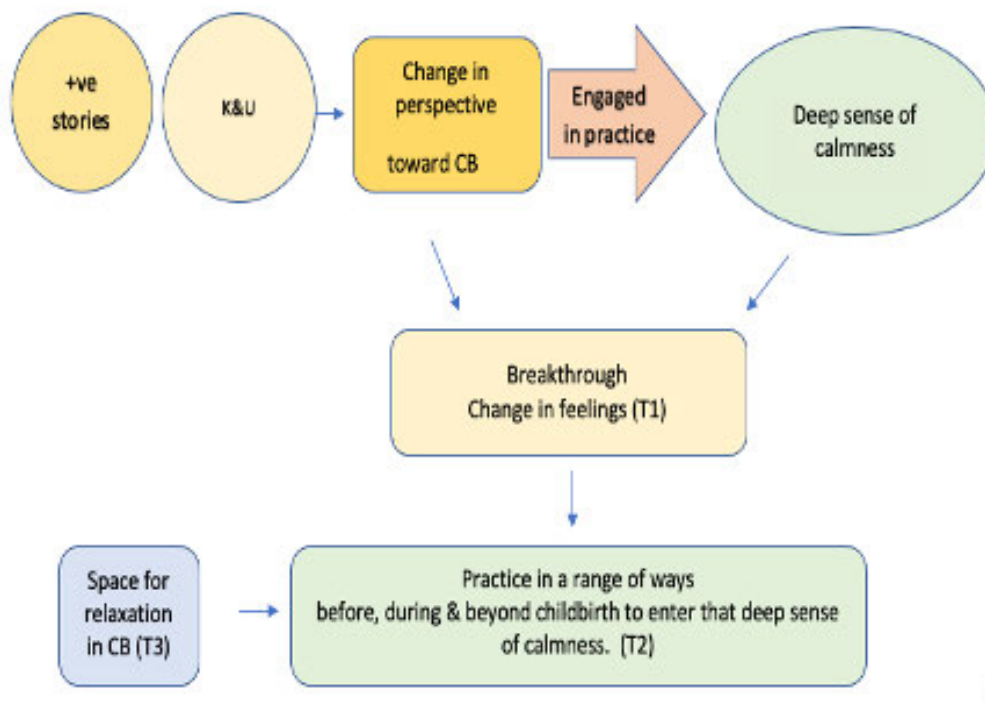 +ve
stories
K&U
Change in
perspective
toward CB
Engaged
in practice
Deep sense of
calmness
Breakthrough
Change in feelings (T1)
Space for
relaxation
in CB (T3)
Practice in a range of ways
before, during & beyond childbirth to enter that deep sense
of calmness. (T2)